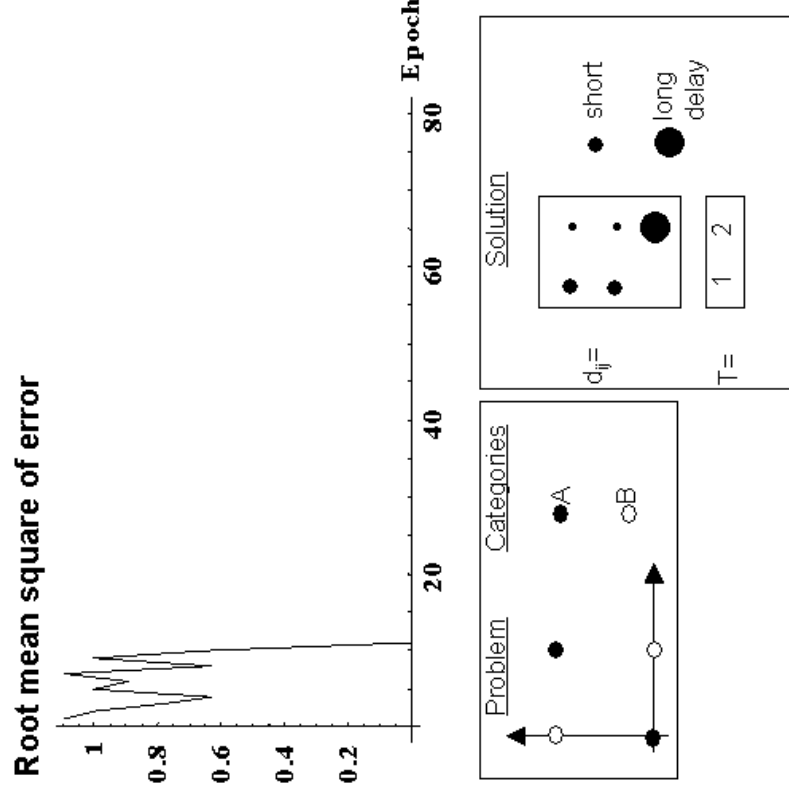 Root mean square of error
1
0.8
0.6
0.4
0.2
20 40 60 80 Epoch
Problem Categories
A
B
Solution
dij=
short
long
delay
T= 1 2